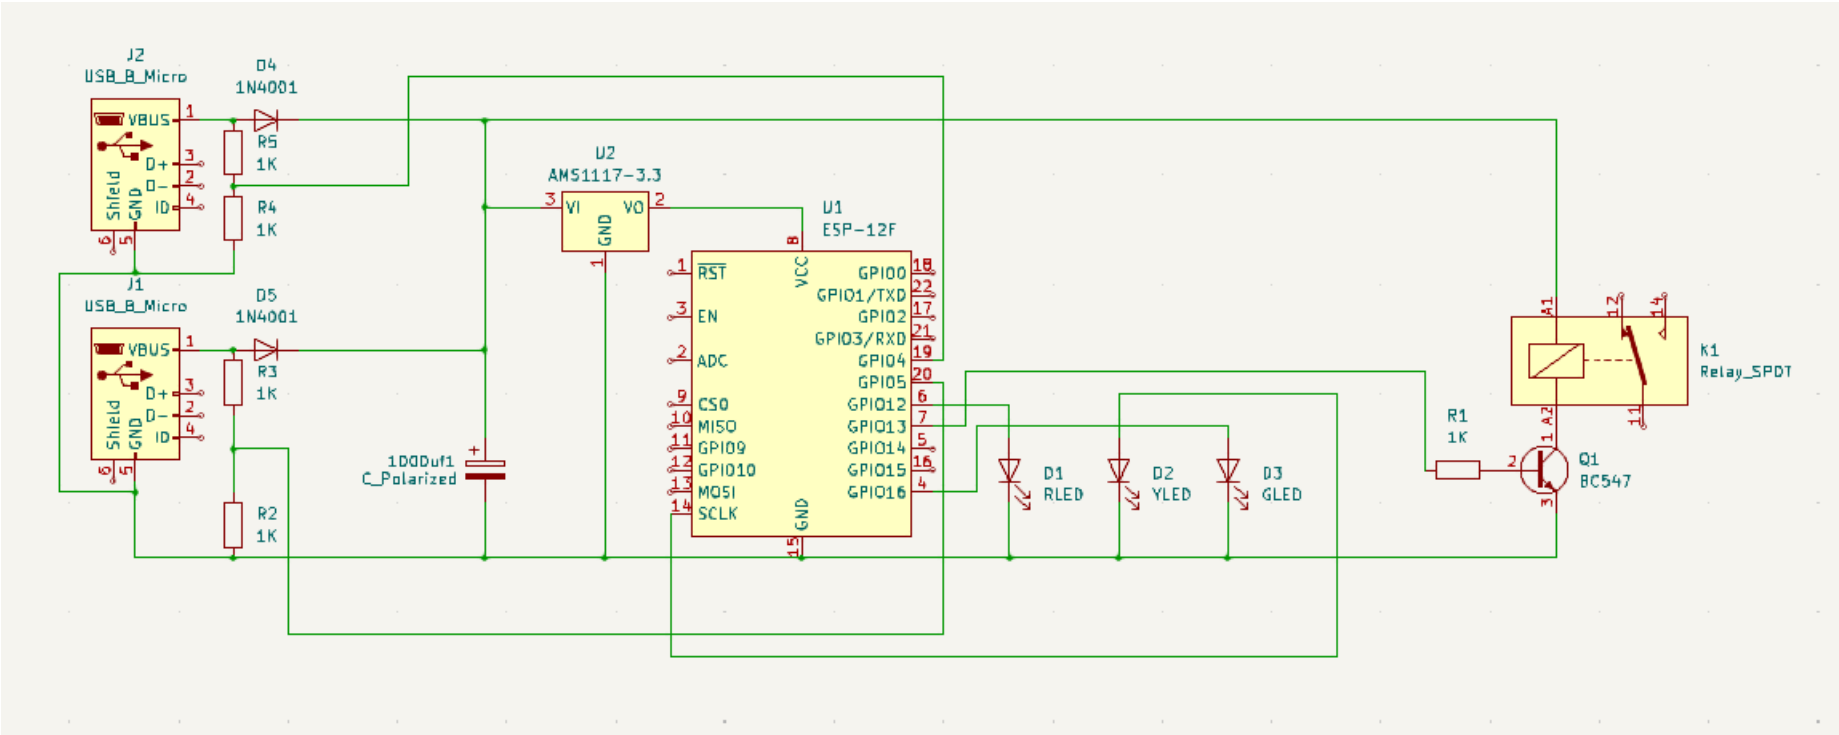 J2
USB_B_Micro
VBUS 1
D+ 3
D- 2
ID 4
Shield
GND
6
5
D4
1N4001
R5
1K
R4
1K
J1
USB_B_Micro
VBUS 1
D+ 3
D- 2
ID 4
Shield
GND
6
5
D5
1N4001
R3
1K
R2
1K
100uf1
C_Polarized
+
U2
AMS1117-3.3
3 VI VO 2
GND
1
U1
ESP-12F
8
VCC
1 RST
3 EN
2 ADC
9 CS0
10 MISO
11 GPIO9
12 GPIO10
13 MOSI
14 SCLK
GPIO0 18
GPIO1/TXD 22
GPIO2 17
GPIO3/RXD 21
GPIO4 19
GPIO5 20
GPIO12 6
GPIO13 7
GPIO14 5
GPIO15 16
GPIO16 4
GND
15
D1
RLED
D2
YLED
D3
GLED
R1
1K
A1
12
14
K1
Relay_SPDT
A2
11
1
2
3
Q1
BC547